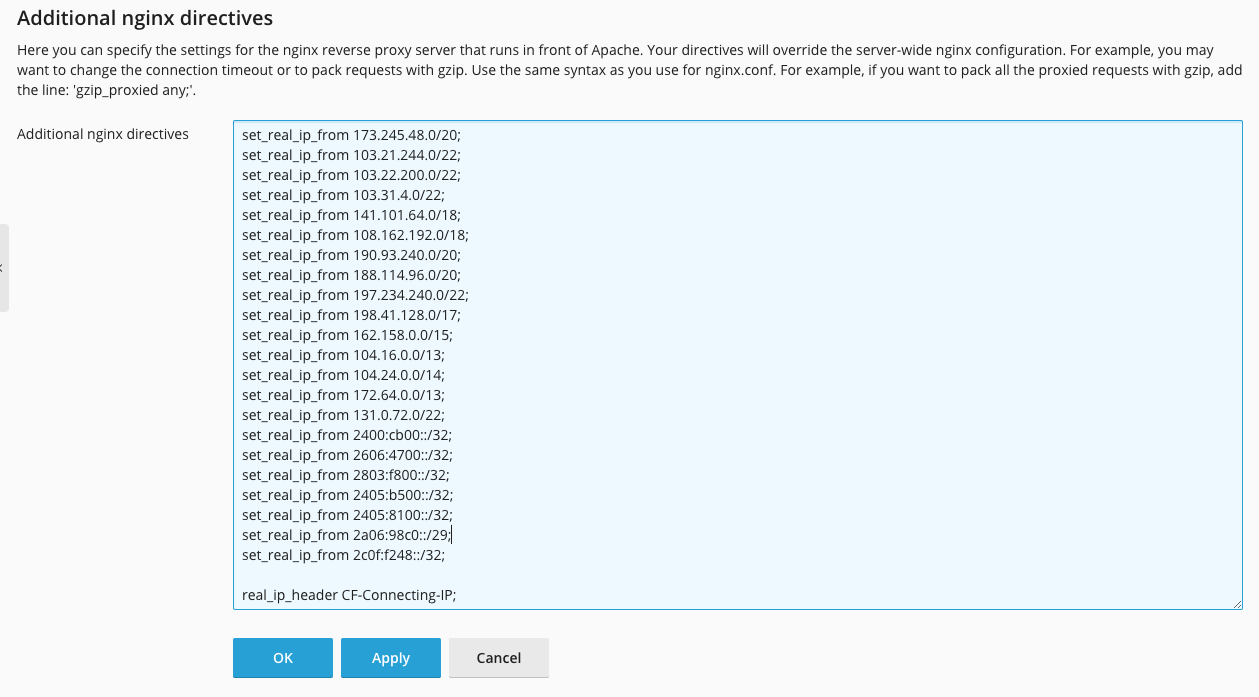 Additional nginx directives
Here you can specify the settings for the nginx reverse proxy server that runs in front of Apache. Your directives will override the server-wide nginx configuration. For example, you may
want to change the connection timeout or to pack requests with gzip. Use the same syntax as you use for nginx.conf. For example, if you want to pack all the proxied requests with gzip, add
the line: 'gzip_proxied any;'.
Additional nginx directives
set_real_ip_from 173.245.48.0/20;
set_real_ip_from 103.21.244.0/22;
set_real_ip_from 103.22.200.0/22;
set_real_ip_from 103.31.4.0/22;
set_real_ip_from 141.101.64.0/18;
set_real_ip_from 108.162.192.0/18;
set_real_ip_from 190.93.240.0/20;
set_real_ip_from 188.114.96.0/20;
set_real_ip_from 197.234.240.0/22;
set_real_ip_from 198.41.128.0/17;
set_real_ip_from 162.158.0.0/15;
set_real_ip_from 104.16.0.0/13;
set_real_ip_from 104.24.0.0/14;
set_real_ip_from 172.64.0.0/13;
set_real_ip_from 131.0.72.0/22;
set_real_ip_from 2400:cb00::/32;
set_real_ip_from 2606:4700::/32;
set_real_ip_from 2803:f800::/32;
set_real_ip_from 2405:b500::/32;
set_real_ip_from 2405:8100::/32;
set_real_ip_from 2a06:98c0::/29;
set_real_ip_from 2c0f:f248::/32;
real_ip_header CF-Connecting-IP;
OK
Apply
Cancel